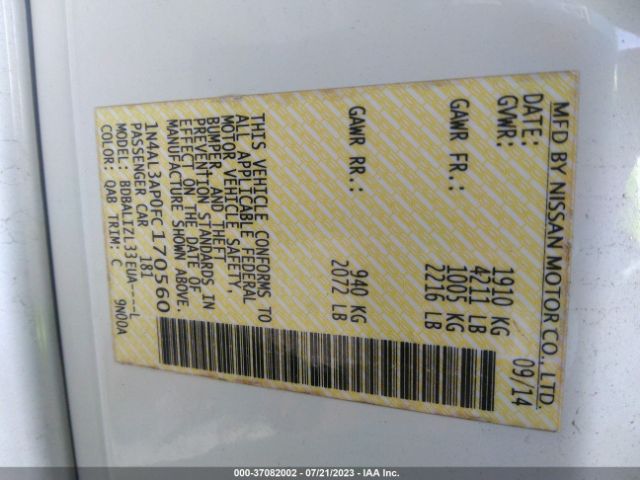 MFD BY NISSAN MOTOR CO., LTD.
DATE: 09/14
GVWR: 1910 KG
4211 LB
GAWR FR.: 1005 KG
2216 LB
GAWR RR.: 940 KG
2072 LB
THIS VEHICLE CONFORMS TO
ALL APPLICABLE FEDERAL
MOTOR VEHICLE SAFETY,
BUMPER, AND THEFT
PREVENTION STANDARDS IN
EFFECT ON THE DATE OF
MANUFACTURE SHOWN ABOVE.
1N4AL3AP0FC170560
PASSENGER CAR 181
MODEL: BDBALIZL33EUA----L
COLOR: QAB TRIM: C 9N00A
000-37082002 - 07/21/2023 - IAA Inc.